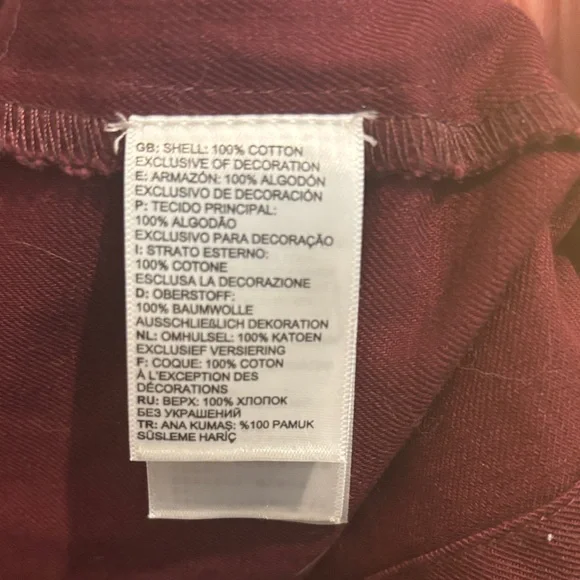 GB: SHELL: 100% COTTON
EXCLUSIVE OF DECORATION
E: ARMAZÓN: 100% ALGODÓN
EXCLUSIVO DE DECORACIÓN
P: TECIDO PRINCIPAL:
100% ALGODÃO
EXCLUSIVO PARA DECORAÇÃO
I: STRATO ESTERNO:
100% COTONE
ESCLUSA LA DECORAZIONE
D: OBERSTOFF:
100% BAUMWOLLE
AUSSCHLIEßLICH DEKORATION
NL: OMHULSEL: 100% KATOEN
EXCLUSIEF VERSIERING
F: COQUE: 100% COTON
À L'EXCEPTION DES
DÉCORATIONS
RU: ВЕРХ: 100% ХЛОПОК
БЕЗ УКРАШЕНИЙ
TR: ANA KUMAŞ: %100 PAMUK
SÜSLEME HARİÇ